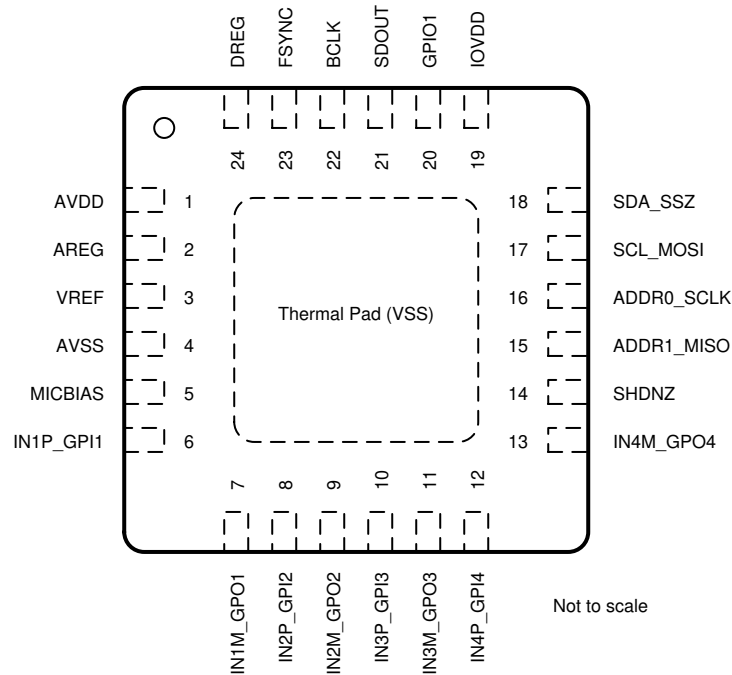 DREG
FSYNC
BCLK
SDOUT
GPIO1
IOVDD
24
23
22
21
20
19
AVDD 1
AREG 2
VREF 3
AVSS 4
MICBIAS 5
IN1P_GPI1 6
Thermal Pad (VSS)
18 SDA_SSZ
17 SCL_MOSI
16 ADDR0_SCLK
15 ADDR1_MISO
14 SHDNZ
13 IN4M_GPO4
7
8
9
10
11
12
IN1M_GPO1
IN2P_GPI2
IN2M_GPO2
IN3P_GPI3
IN3M_GPO3
IN4P_GPI4
Not to scale